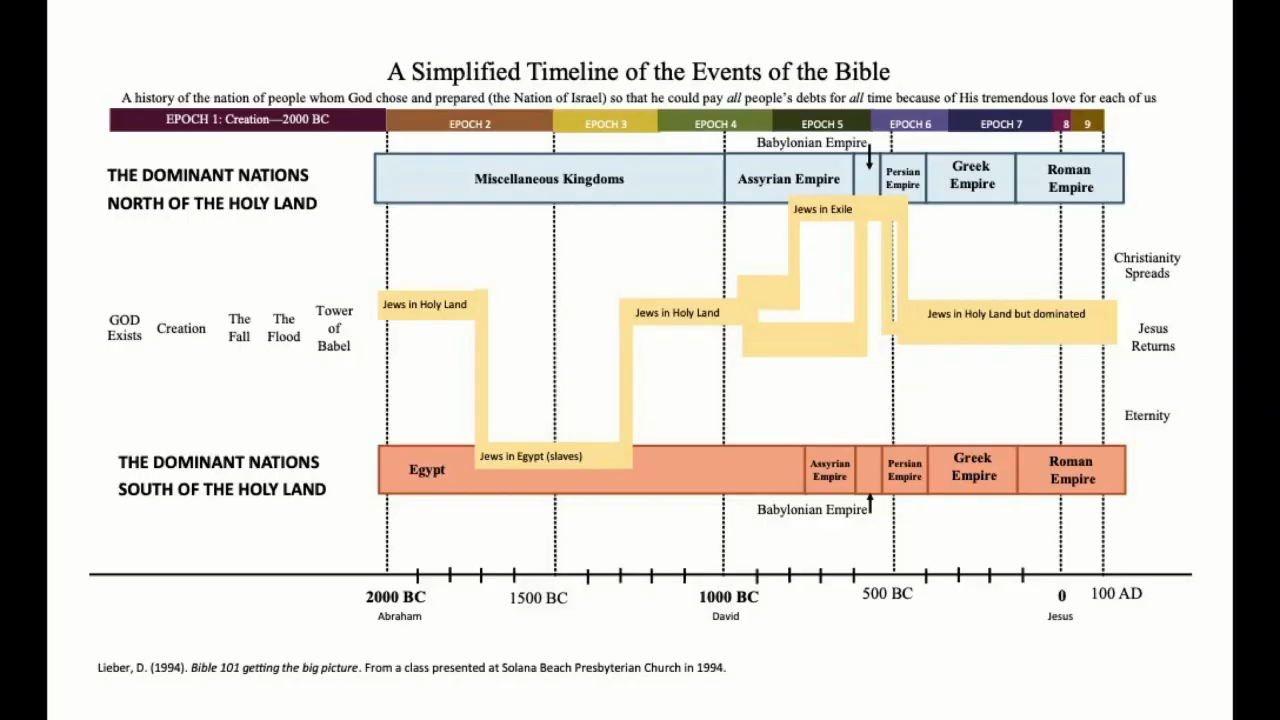 A Simplified Timeline of the Events of the Bible
A history of the nation of people whom God chose and prepared (the Nation of Israel) so that he could pay all people's debts for all time because of His tremendous love for each of us
EPOCH 1: Creation—2000 BC
EPOCH 2
EPOCH 3
EPOCH 4
EPOCH 5
EPOCH 6
EPOCH 7
8
9
Babylonian Empire
THE DOMINANT NATIONS
NORTH OF THE HOLY LAND
Miscellaneous Kingdoms
Assyrian Empire
Persian
Empire
Greek
Empire
Roman
Empire
Jews in Exile
Christianity
Spreads
GOD
Exists
Creation
The
Fall
The
Flood
Tower
of
Babel
Jews in Holy Land
Jews in Holy Land
Jews in Holy Land but dominated
Jesus
Returns
Eternity
THE DOMINANT NATIONS
SOUTH OF THE HOLY LAND
Egypt
Jews in Egypt (slaves)
Assyrian
Empire
Persian
Empire
Greek
Empire
Roman
Empire
Babylonian Empire
2000 BC
Abraham
1500 BC
1000 BC
David
500 BC
0
Jesus
100 AD
Lieber, D. (1994). Bible 101 getting the big picture. From a class presented at Solana Beach Presbyterian Church in 1994.